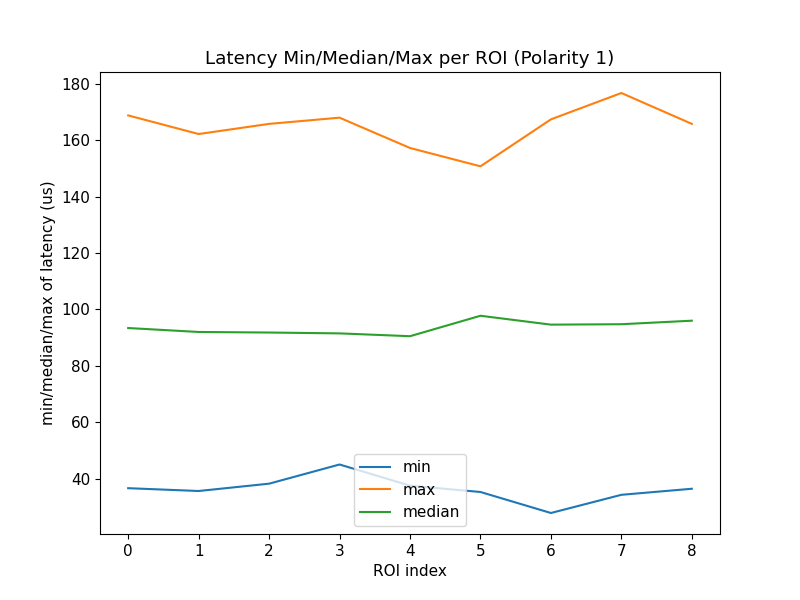 Latency Min/Median/Max per ROI (Polarity 1)
180
160
140
120
100
80
60
40
min/median/max of latency (us)
min
max
median
0 1 2 3 4 5 6 7 8
ROI index